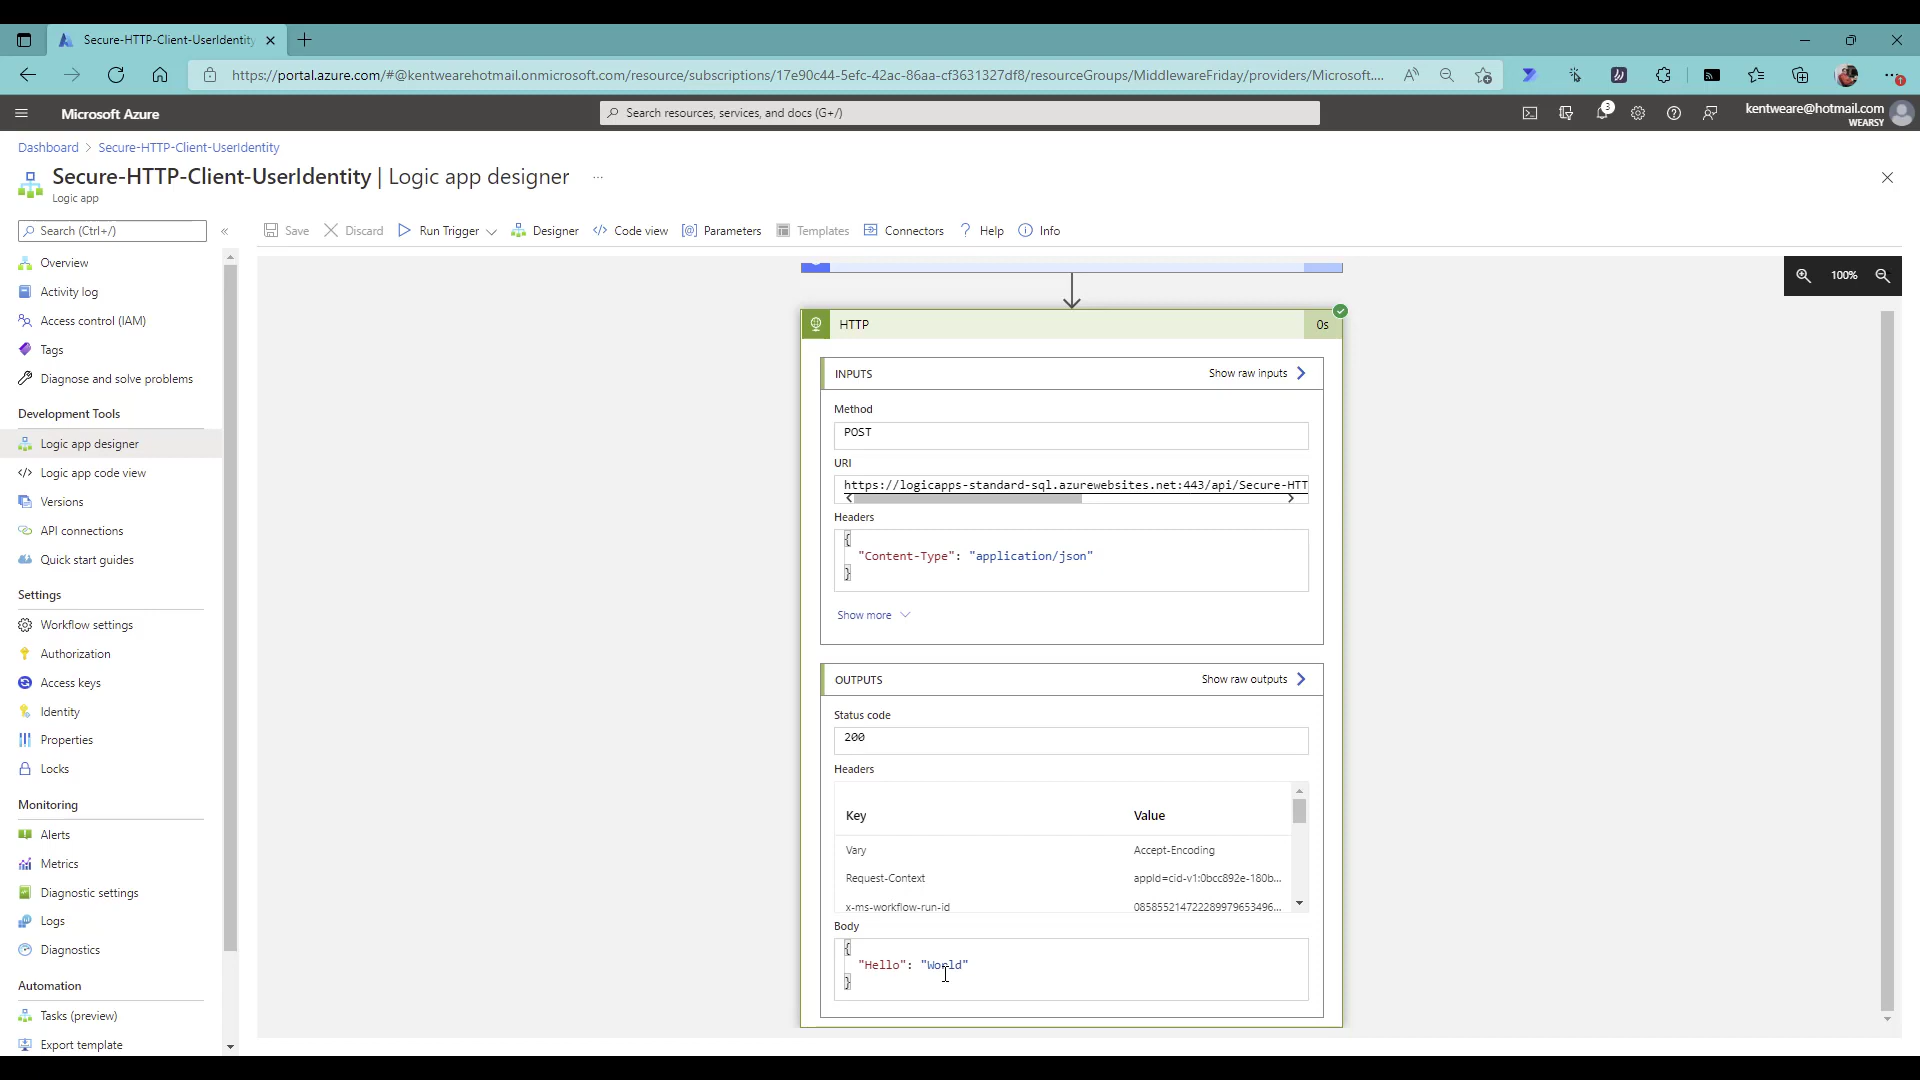 Secure-HTTP-Client-UserIdentity
https://portal.azure.com/#@kentwearehotmail.onmicrosoft.com/resource/subscriptions/17e90c44-5efc-42ac-86aa-cf3631327df8/resourceGroups/MiddlewareFriday/providers/Microsoft....
Microsoft Azure
Search resources, services, and docs (G+/)
3
kentweare@hotmail.com
WEARSY
Dashboard > Secure-HTTP-Client-UserIdentity
Secure-HTTP-Client-UserIdentity | Logic app designer ...
Logic app
Search (Ctrl+/)
«
Save Discard Run Trigger Designer Code view Parameters Templates Connectors Help Info
Overview
Activity log
Access control (IAM)
Tags
Diagnose and solve problems
Development Tools
Logic app designer
Logic app code view
Versions
API connections
Quick start guides
Settings
Workflow settings
Authorization
Access keys
Identity
Properties
Locks
Monitoring
Alerts
Metrics
Diagnostic settings
Logs
Diagnostics
Automation
Tasks (preview)
Export template
100%
HTTP 0s
INPUTS Show raw inputs
Method
POST
URI
https://logicapps-standard-sql.azurewebsites.net:443/api/Secure-HTT
Headers
{
"Content-Type": "application/json"
}
Show more
OUTPUTS Show raw outputs
Status code
200
Headers
Key Value
Vary Accept-Encoding
Request-Context appId=cid-v1:0bcc892e-180b...
x-ms-workflow-run-id 085855214722289979653496...
Body
{
"Hello": "World"
}